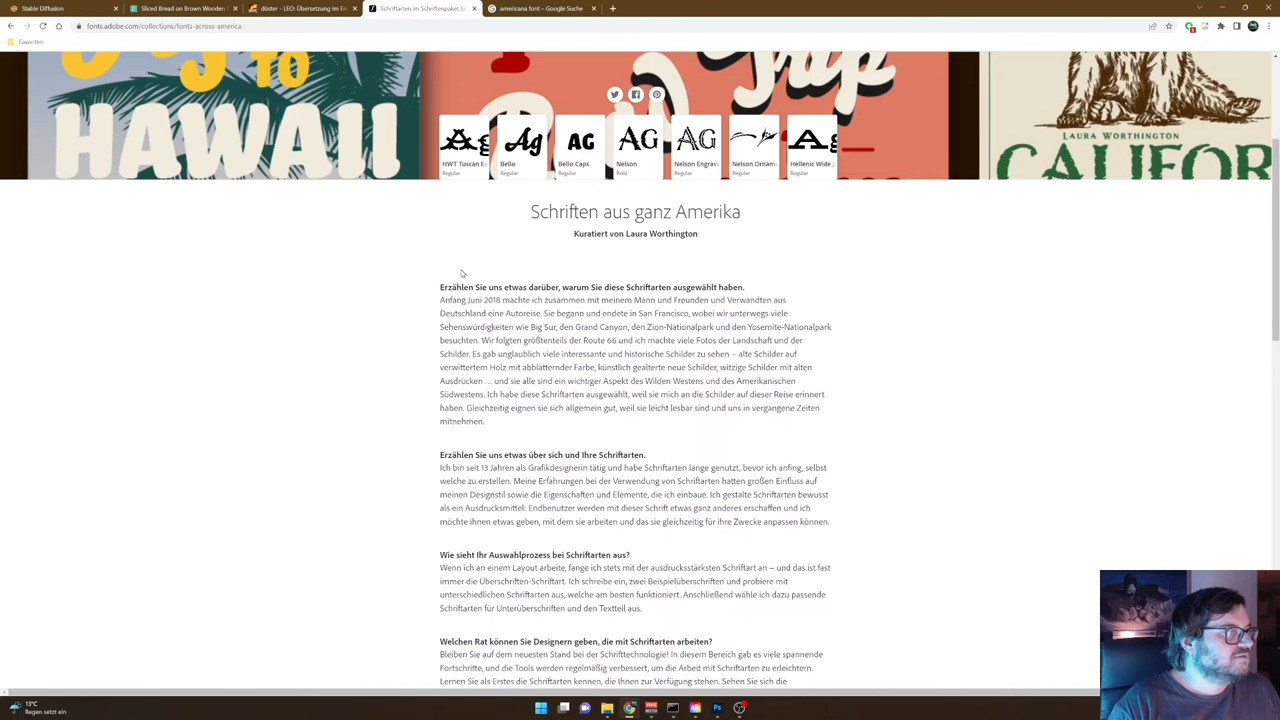 Stable Diffusion
Sliced Bread on Brown Wooden
düster - LEO: Übersetzung im En
Schriftarten im Schriftenpaket Sc
americana font – Google Suche
fonts.adobe.com/collections/fonts-across-america
Favoriten
TO
HAWAII
Trip
LAURA WORTHINGTON
CALIFOR
Ag Ag AG AG AG Ag
HWT Tuscan Ex Bello Bello Caps Nelson Nelson Engrav Nelson Ornam Hellenic Wide J
Regular Regular Regular Bold Regular Regular Regular
Schriften aus ganz Amerika
Kuratiert von Laura Worthington
Erzählen Sie uns etwas darüber, warum Sie diese Schriftarten ausgewählt haben.
Anfang Juni 2018 machte ich zusammen mit meinem Mann und Freunden und Verwandten aus
Deutschland eine Autoreise. Sie begann und endete in San Francisco, wobei wir unterwegs viele
Sehenswürdigkeiten wie Big Sur, den Grand Canyon, den Zion-Nationalpark und den Yosemite-Nationalpark
besuchten. Wir folgten größtenteils der Route 66 und ich machte viele Fotos der Landschaft und der
Schilder. Es gab unglaublich viele interessante und historische Schilder zu sehen – alte Schilder auf
verwittertem Holz mit abblätternder Farbe, künstlich gealterte neue Schilder, witzige Schilder mit alten
Ausdrücken … und sie alle sind ein wichtiger Aspekt des Wilden Westens und des Amerikanischen
Südwestens. Ich habe diese Schriftarten ausgewählt, weil sie mich an die Schilder auf dieser Reise erinnert
haben. Gleichzeitig eignen sie sich allgemein gut, weil sie leicht lesbar sind und uns in vergangene Zeiten
mitnehmen.
Erzählen Sie uns etwas über sich und Ihre Schriftarten.
Ich bin seit 13 Jahren als Grafikdesignerin tätig und habe Schriftarten lange genutzt, bevor ich anfing, selbst
welche zu erstellen. Meine Erfahrungen bei der Verwendung von Schriftarten hatten großen Einfluss auf
meinen Designstil sowie die Eigenschaften und Elemente, die ich einbaue. Ich gestalte Schriftarten bewusst
als ein Ausdrucksmittel: Endbenutzer werden mit dieser Schrift etwas ganz anderes erschaffen und ich
möchte ihnen etwas geben, mit dem sie arbeiten und das sie gleichzeitig für ihre Zwecke anpassen können.
Wie sieht Ihr Auswahlprozess bei Schriftarten aus?
Wenn ich an einem Layout arbeite, fange ich stets mit der ausdrucksstärksten Schriftart an – und das ist fast
immer die Überschriften-Schriftart. Ich schreibe ein, zwei Beispielüberschriften und probiere mit
unterschiedlichen Schriftarten aus, welche am besten funktioniert. Anschließend wähle ich dazu passende
Schriftarten für Unterüberschriften und den Textteil aus.
Welchen Rat können Sie Designern geben, die mit Schriftarten arbeiten?
Bleiben Sie auf dem neuesten Stand bei der Schrifttechnologie! In diesem Bereich gab es viele spannende
Fortschritte, und die Tools werden regelmäßig verbessert, um die Arbeit mit Schriftarten zu erleichtern.
Lernen Sie als Erstes die Schriftarten kennen, die Ihnen zur Verfügung stehen. Sehen Sie sich die
13°C
Regen setzt ein